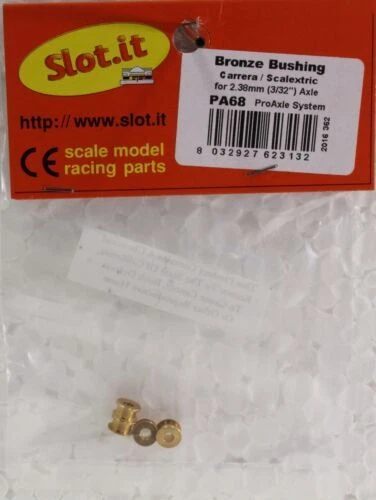 Slot.it
http://www.slot.it
CE scale model
racing parts
Bronze Bushing
Carrera / Scalextric
for 2.38mm (3/32") Axle
PA68 ProAxle System
8 032927 623132
2016 362